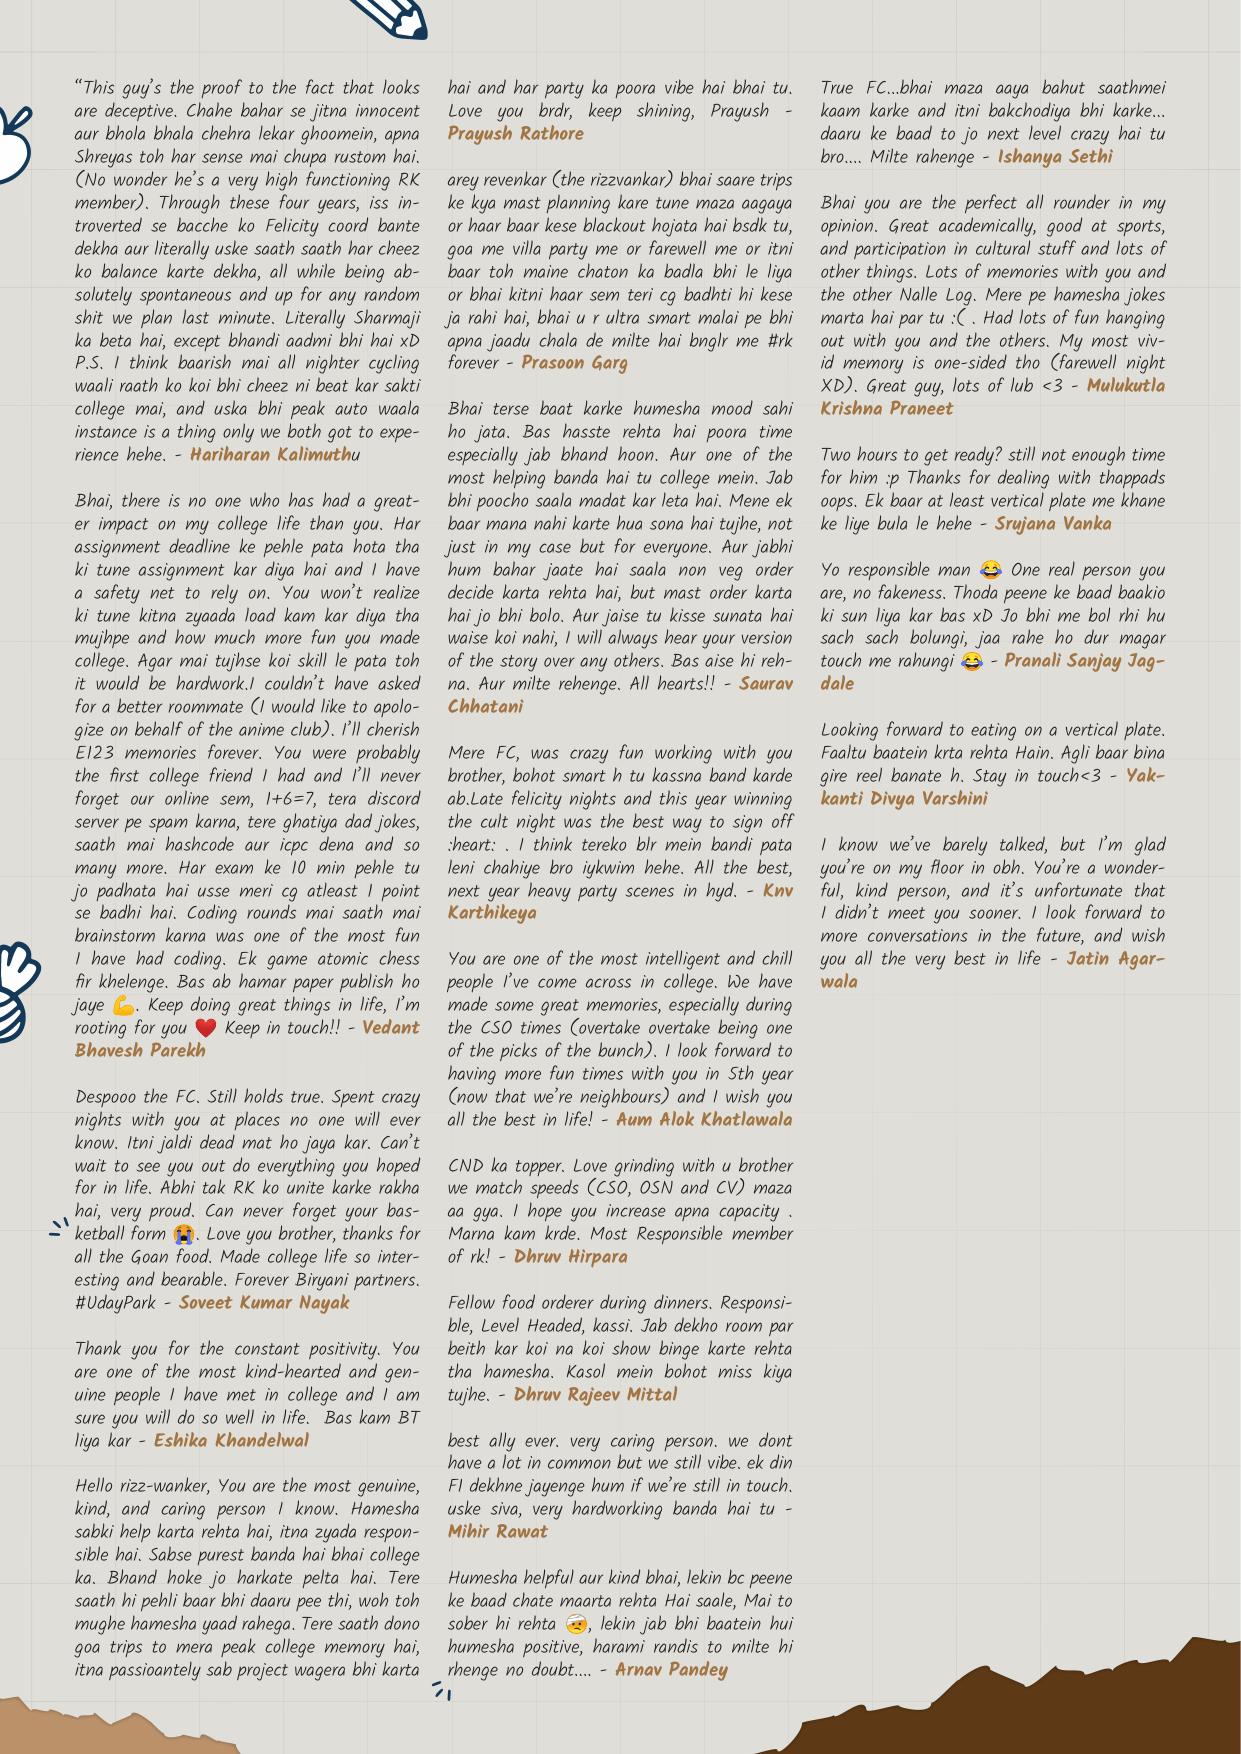 “This guy’s the proof to the fact that looks
are deceptive. Chahe bahar se jitna innocent
aur bhola bhala chehra lekar ghoomein, apna
Shreyas toh har sense mai chupa rustom hai.
(No wonder he’s a very high functioning RK
member). Through these four years, iss in-
troverted se bacche ko Felicity coord bante
dekha aur literally uske saath saath har cheez
ko balance karte dekha, all while being ab-
solutely spontaneous and up for any random
shit we plan last minute. Literally Sharmaji
ka beta hai, except bhandi aadmi bhi hai xD
P.S. I think baarish mai all nighter cycling
waali raath ko koi bhi cheez ni beat kar sakti
college mai, and uska bhi peak auto waala
instance is a thing only we both got to expe-
rience hehe. - Hariharan Kalimuthu
Bhai, there is no one who has had a great-
er impact on my college life than you. Har
assignment deadline ke pehle pata hota tha
ki tune assignment kar diya hai and I have
a safety net to rely on. You won’t realize
ki tune kitna zyaada load kam kar diya tha
mujhpe and how much more fun you made
college. Agar mai tujhse koi skill le pata toh
it would be hardwork.I couldn’t have asked
for a better roommate (I would like to apolo-
gize on behalf of the anime club). I’ll cherish
E123 memories forever. You were probably
the first college friend I had and I’ll never
forget our online sem, 1+6=7, tera discord
server pe spam karna, tere ghatiya dad jokes,
saath mai hashcode aur icpc dena and so
many more. Har exam ke 10 min pehle tu
jo padhata hai usse meri cg atleast 1 point
se badhi hai. Coding rounds mai saath mai
brainstorm karna was one of the most fun
I have had coding. Ek game atomic chess
fir khelenge. Bas ab hamar paper publish ho
jaye 💪. Keep doing great things in life, I’m
rooting for you ❤️ Keep in touch!! - Vedant
Bhavesh Parekh
Despooo the FC. Still holds true. Spent crazy
nights with you at places no one will ever
know. Itni jaldi dead mat ho jaya kar. Can’t
wait to see you out do everything you hoped
for in life. Abhi tak RK ko unite karke rakha
hai, very proud. Can never forget your bas-
ketball form 😭. Love you brother, thanks for
all the Goan food. Made college life so inter-
esting and bearable. Forever Biryani partners.
#UdayPark - Soveet Kumar Nayak
Thank you for the constant positivity. You
are one of the most kind-hearted and gen-
uine people I have met in college and I am
sure you will do so well in life.  Bas kam BT
liya kar - Eshika Khandelwal
Hello rizz-wanker, You are the most genuine,
kind, and caring person I know. Hamesha
sabki help karta rehta hai, itna zyada respon-
sible hai. Sabse purest banda hai bhai college
ka. Bhand hoke jo harkate pelta hai. Tere
saath hi pehli baar bhi daaru pee thi, woh toh
mughe hamesha yaad rahega. Tere saath dono
goa trips to mera peak college memory hai,
itna passioantely sab project wagera bhi karta
hai and har party ka poora vibe hai bhai tu.
Love you brdr, keep shining, Prayush -
Prayush Rathore
arey revenkar (the rizzvankar) bhai saare trips
ke kya mast planning kare tune maza aagaya
or haar baar kese blackout hojata hai bsdk tu,
goa me villa party me or farewell me or itni
baar toh maine chaton ka badla bhi le liya
or bhai kitni haar sem teri cg badhti hi kese
ja rahi hai, bhai u r ultra smart malai pe bhi
apna jaadu chala de milte hai bnglr me #rk
forever - Prasoon Garg
Bhai terse baat karke humesha mood sahi
ho jata. Bas hasste rehta hai poora time
especially jab bhand hoon. Aur one of the
most helping banda hai tu college mein. Jab
bhi poocho saala madat kar leta hai. Mene ek
baar mana nahi karte hua sona hai tujhe, not
just in my case but for everyone. Aur jabhi
hum bahar jaate hai saala non veg order
decide karta rehta hai, but mast order karta
hai jo bhi bolo. Aur jaise tu kisse sunata hai
waise koi nahi, I will always hear your version
of the story over any others. Bas aise hi reh-
na. Aur milte rehenge. All hearts!! - Saurav
Chhatani
Mere FC, was crazy fun working with you
brother, bohot smart h tu kassna band karde
ab.Late felicity nights and this year winning
the cult night was the best way to sign off
:heart: . I think tereko blr mein bandi pata
leni chahiye bro iykwim hehe. All the best,
next year heavy party scenes in hyd. - Knv
Karthikeya
You are one of the most intelligent and chill
people I’ve come across in college. We have
made some great memories, especially during
the CSO times (overtake overtake being one
of the picks of the bunch). I look forward to
having more fun times with you in 5th year
(now that we’re neighbours) and I wish you
all the best in life! - Aum Alok Khatlawala
CND ka topper. Love grinding with u brother
we match speeds (CSO, OSN and CV) maza
aa gya. I hope you increase apna capacity .
Marna kam krde. Most Responsible member
of rk! - Dhruv Hirpara
Fellow food orderer during dinners. Responsi-
ble, Level Headed, kassi. Jab dekho room par
beith kar koi na koi show binge karte rehta
tha hamesha. Kasol mein bohot miss kiya
tujhe. - Dhruv Rajeev Mittal
best ally ever. very caring person. we dont
have a lot in common but we still vibe. ek din
F1 dekhne jayenge hum if we’re still in touch.
uske siva, very hardworking banda hai tu -
Mihir Rawat
Humesha helpful aur kind bhai, lekin bc peene
ke baad chate maarta rehta Hai saale, Mai to
sober hi rehta 🤕, lekin jab bhi baatein hui
humesha positive, harami randis to milte hi
rhenge no doubt.... - Arnav Pandey
True FC...bhai maza aaya bahut saathmei
kaam karke and itni bakchodiya bhi karke...
daaru ke baad to jo next level crazy hai tu
bro.... Milte rahenge - Ishanya Sethi
Bhai you are the perfect all rounder in my
opinion. Great academically, good at sports,
and participation in cultural stuff and lots of
other things. Lots of memories with you and
the other Nalle Log. Mere pe hamesha jokes
marta hai par tu :( . Had lots of fun hanging
out with you and the others. My most viv-
id memory is one-sided tho (farewell night
XD). Great guy, lots of lub <3 - Mulukutla
Krishna Praneet
Two hours to get ready? still not enough time
for him :p Thanks for dealing with thappads
oops. Ek baar at least vertical plate me khane
ke liye bula le hehe - Srujana Vanka
Yo responsible man 😂 One real person you
are, no fakeness. Thoda peene ke baad baakio
ki sun liya kar bas xD Jo bhi me bol rhi hu
sach sach bolungi, jaa rahe ho dur magar
touch me rahungi 😂 - Pranali Sanjay Jag-
dale
Looking forward to eating on a vertical plate.
Faaltu baatein krta rehta Hain. Agli baar bina
gire reel banate h. Stay in touch<3 - Yak-
kanti Divya Varshini
I know we’ve barely talked, but I’m glad
you’re on my floor in obh. You’re a wonder-
ful, kind person, and it’s unfortunate that
I didn’t meet you sooner. I look forward to
more conversations in the future, and wish
you all the very best in life - Jatin Agar-
wala